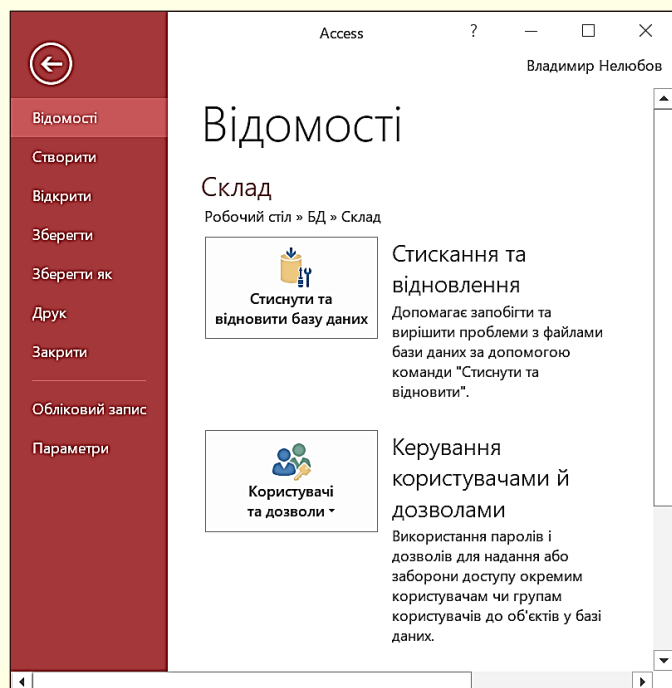 Access
?
Владимир Нелюбов
Відомості
Створити
Відкрити
Зберегти
Зберегти як
Друк
Закрити
Обліковий запис
Параметри
Відомості
Склад
Робочий стіл » БД » Склад
Стиснути та
відновити базу даних
Стискання та
відновлення
Допомагає запобігти та
вирішити проблеми з файлами
бази даних за допомогою
команди "Стиснути та
відновити".
Користувачі
та дозволи
Керування
користувачами й
дозволами
Використання паролів і
дозволів для надання або
заборони доступу окремим
користувачам чи групам
користувачів до об'єктів у базі
даних.